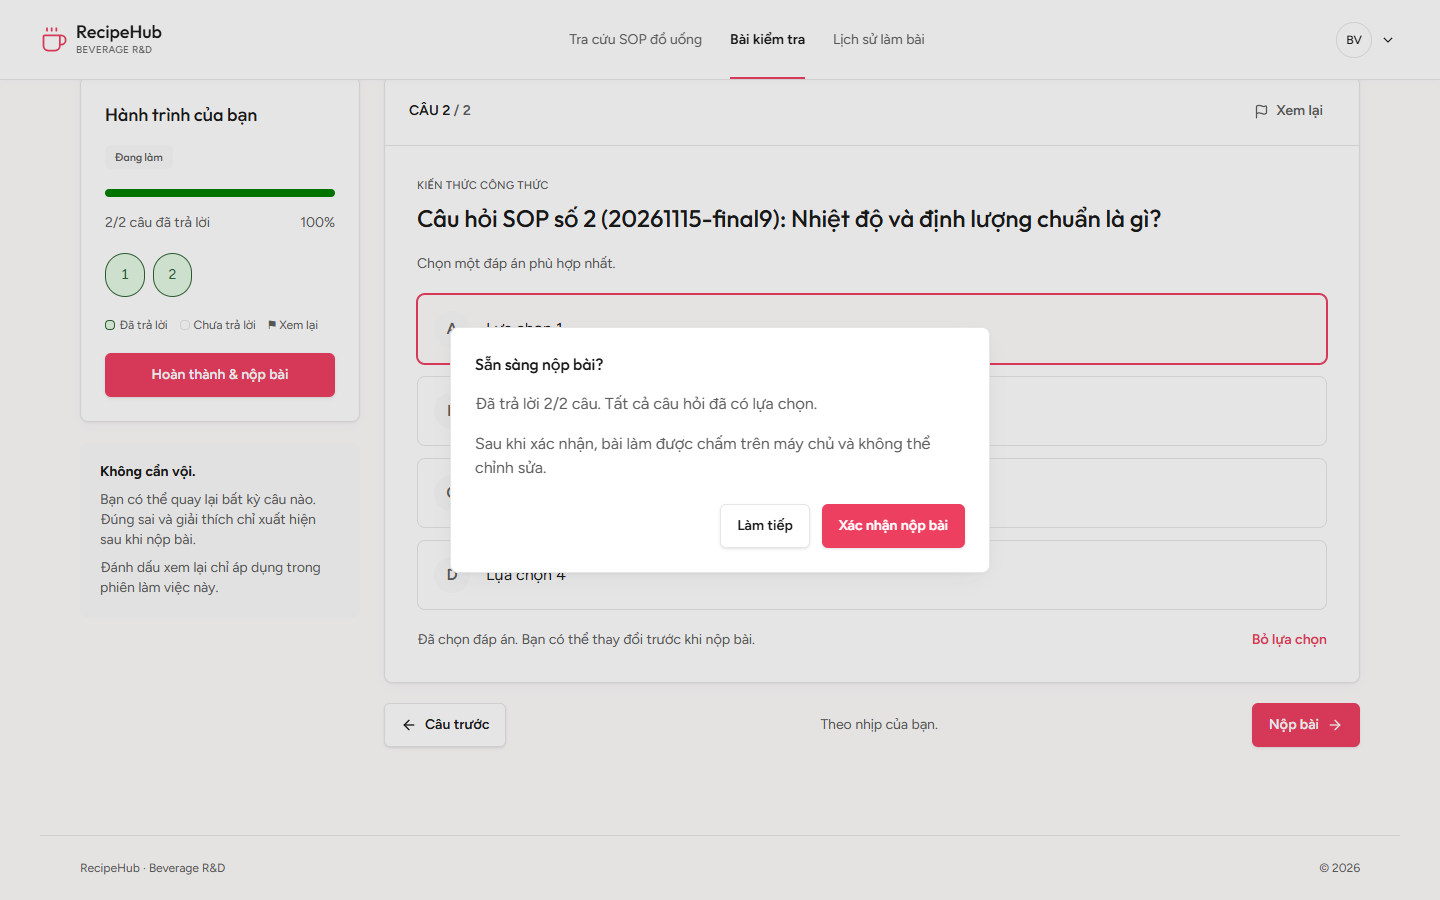 RecipeHub
BEVERAGE R&D
Tra cứu SOP đồ uống
Bài kiểm tra
Lịch sử làm bài
BV
Hành trình của bạn
Đang làm
2/2 câu đã trả lời
100%
1
2
Đã trả lời
Chưa trả lời
Xem lại
Hoàn thành & nộp bài
Không cần vội.
Bạn có thể quay lại bất kỳ câu nào.
Đúng sai và giải thích chỉ xuất hiện
sau khi nộp bài.
Đánh dấu xem lại chỉ áp dụng trong
phiên làm việc này.
CÂU 2 / 2
Xem lại
KIẾN THỨC CÔNG THỨC
Câu hỏi SOP số 2 (20261115-final9): Nhiệt độ và định lượng chuẩn là gì?
Chọn một đáp án phù hợp nhất.
Sẵn sàng nộp bài?
Đã trả lời 2/2 câu. Tất cả câu hỏi đã có lựa chọn.
Sau khi xác nhận, bài làm được chấm trên máy chủ và không thể
chỉnh sửa.
Làm tiếp
Xác nhận nộp bài
D
Lựa chọn 4
Đã chọn đáp án. Bạn có thể thay đổi trước khi nộp bài.
Bỏ lựa chọn
Câu trước
Theo nhịp của bạn.
Nộp bài
RecipeHub · Beverage R&D
© 2026